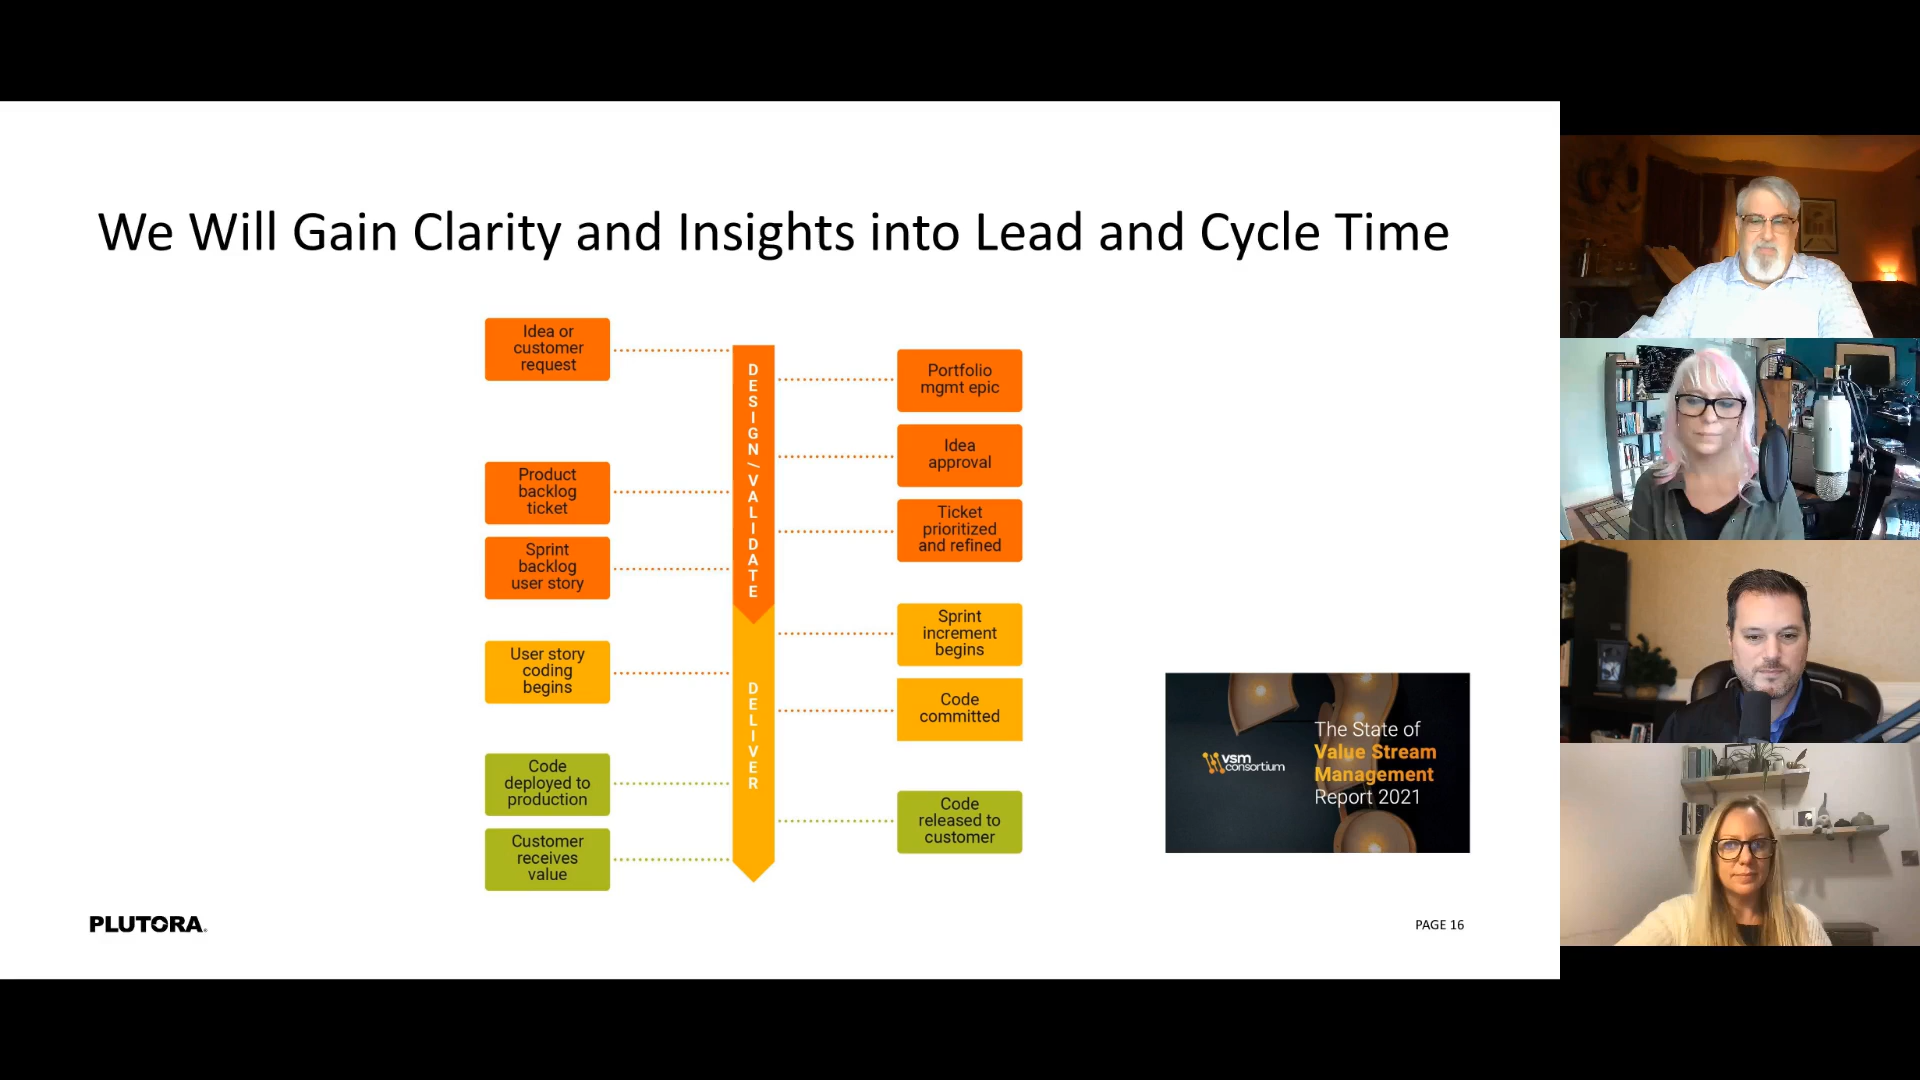 We Will Gain Clarity and Insights into Lead and Cycle Time
Idea or
customer
request
Portfolio
mgmt epic
Idea
approval
Product
backlog
ticket
Ticket
prioritized
and refined
Sprint
backlog
user story
DESIGN/VALIDATE
Sprint
increment
begins
User story
coding
begins
Code
committed
DELIVER
Code
deployed to
production
Code
released to
customer
Customer
receives
value
vsm
consortium
The State of
Value Stream
Management
Report 2021
PLUTORA
PAGE 16